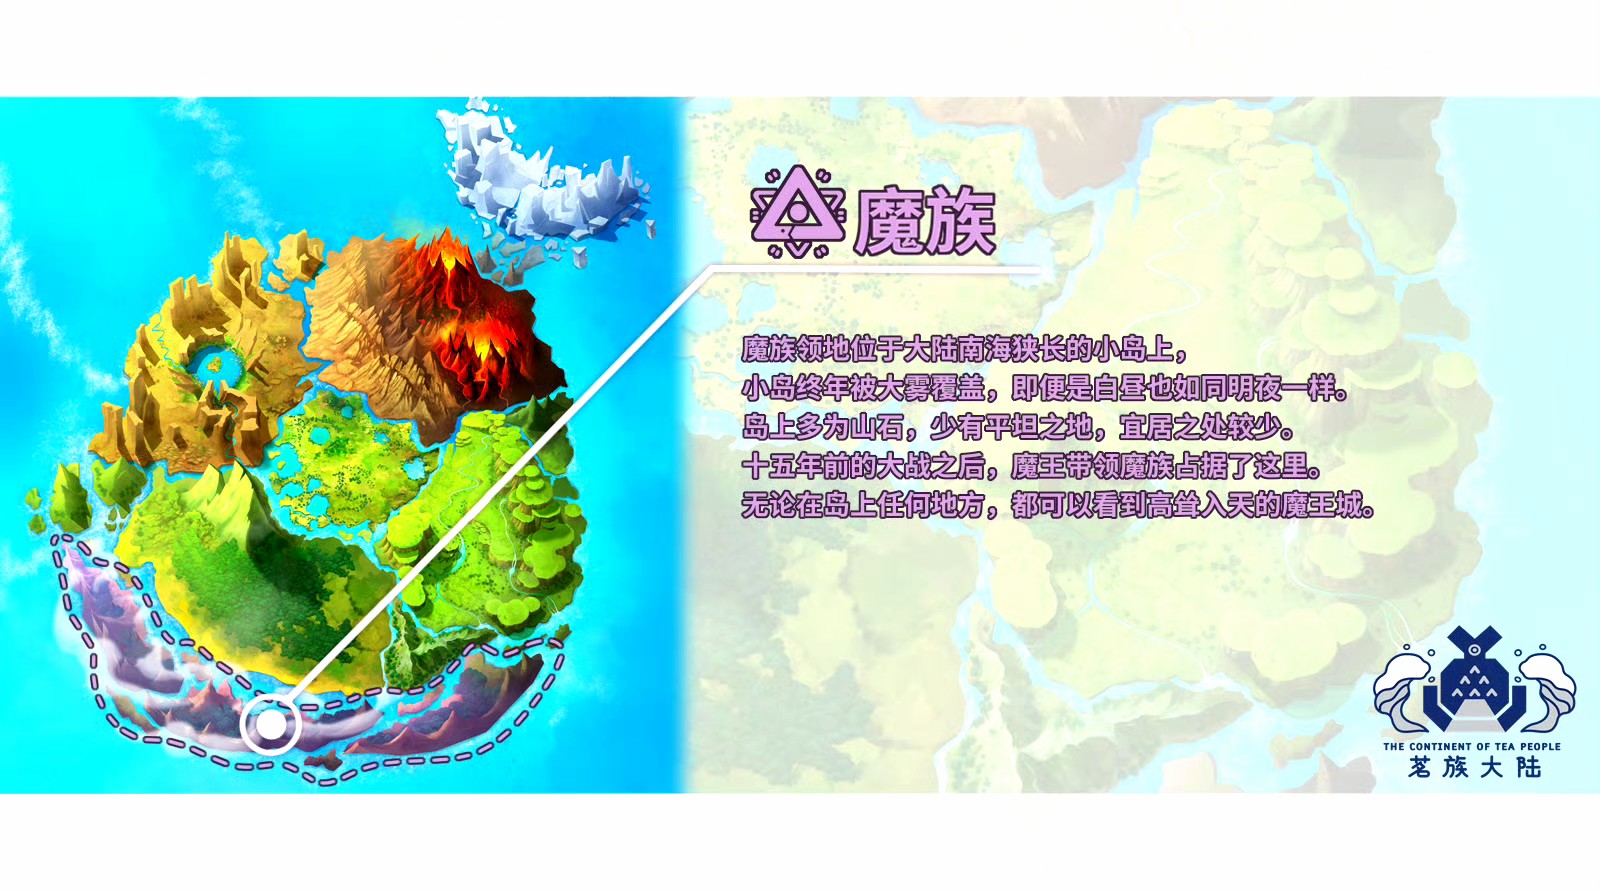 魔族
魔族领地位于大陆南海狭长的小岛上，
小岛终年被大雾覆盖，即便是白昼也如同明夜一样。
岛上多为山石，少有平坦之地，宜居之处较少。
十五年前的大战之后，魔王带领魔族占据了这里。
无论在岛上任何地方，都可以看到高耸入天的魔王城。
THE CONTINENT OF TEA PEOPLE
茗族大陆